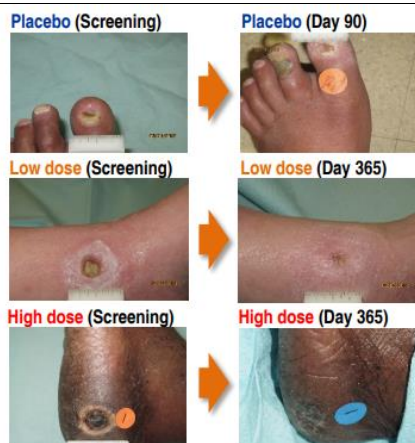 Placebo (Screening)
Placebo (Day 90)
Low dose (Screening)
Low dose (Day 365)
High dose (Screening)
High dose (Day 365)